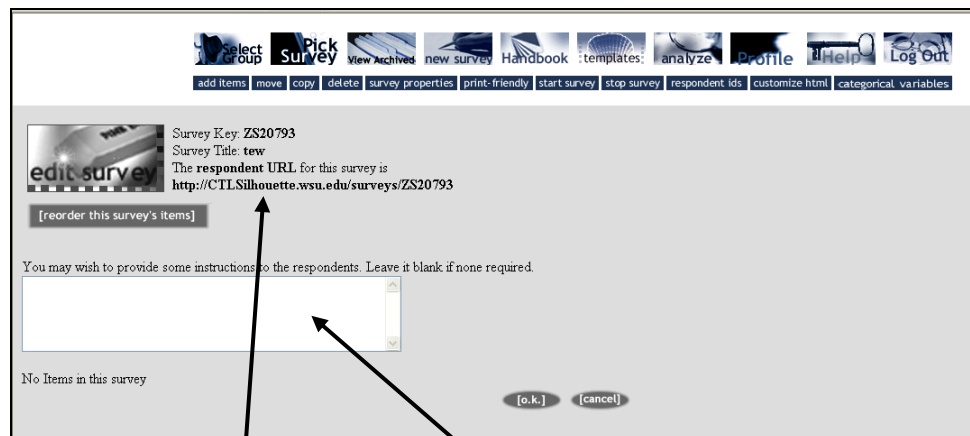 Select Group Pick Survey View Archived new survey Handbook templates analyze Profile Help Log Out
add items move copy delete survey properties print-friendly start survey stop survey respondent ids customize html categorical variables
edit survey
Survey Key: ZS20793
Survey Title: tew
The respondent URL for this survey is
http://CTLSilhouette.wsu.edu/surveys/ZS20793
[reorder this survey's items]
You may wish to provide some instructions to the respondents. Leave it blank if none required.
No Items in this survey
[o.k.] [cancel]